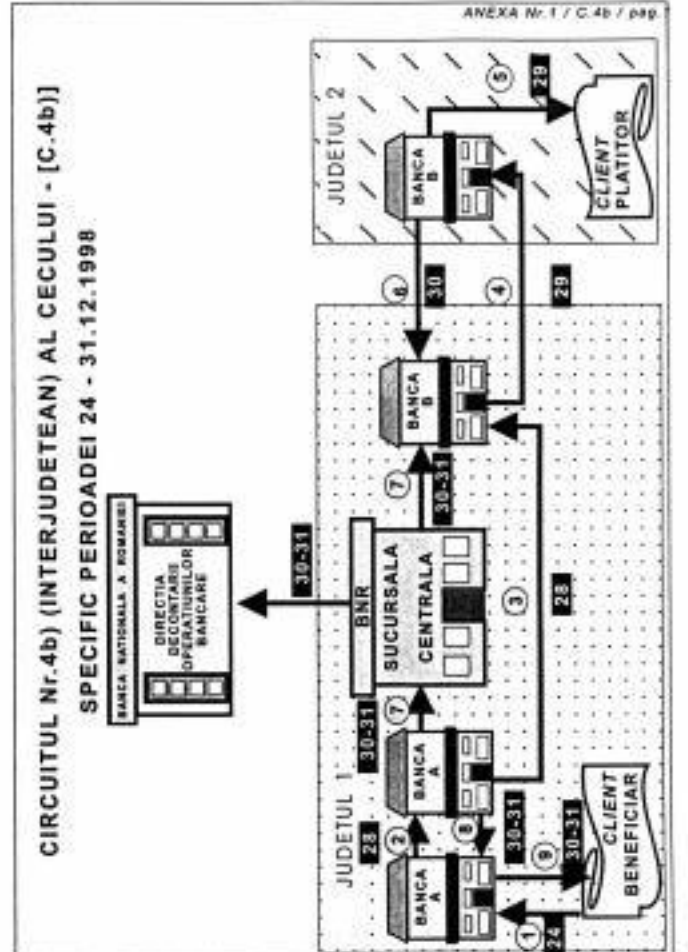 ANEXA Nr.1 / C.4b / pag.
CIRCUITUL Nr.4b) (INTERJUDETEAN) AL CECULUI - [C.4b)]
SPECIFIC PERIOADEI 24 - 31.12.1998
BANCA NATIONALA A ROMANIEI
DIRECTIA
DECONTARII
OPERATIUNILOR
BANCARE
30-31
JUDETUL 1
28
2
BANCA
A
BANCA
A
30-31
7
BNR
SUCURSALA
CENTRALA
7
30-31
BANCA
B
6
30
4
29
JUDETUL 2
BANCA
B
5
29
CLIENT
PLATITOR
3
28
8
30-31
9
30-31
1
24
CLIENT
BENEFICIAR